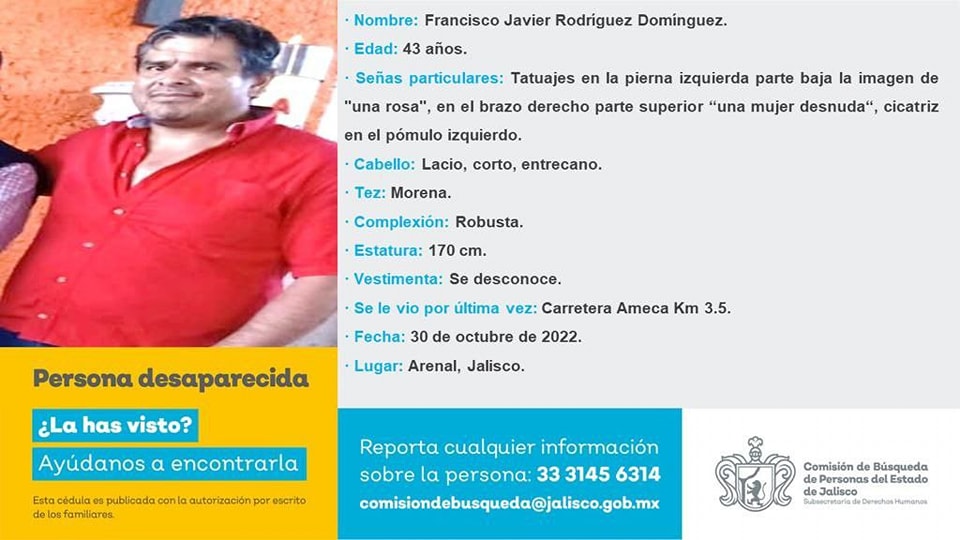 · Nombre: Francisco Javier Rodríguez Domínguez.
· Edad: 43 años.
· Señas particulares: Tatuajes en la pierna izquierda parte baja la imagen de
"una rosa", en el brazo derecho parte superior “una mujer desnuda“, cicatriz
en el pómulo izquierdo.
· Cabello: Lacio, corto, entrecano.
· Tez: Morena.
· Complexión: Robusta.
· Estatura: 170 cm.
· Vestimenta: Se desconoce.
· Se le vio por última vez: Carretera Ameca Km 3.5.
· Fecha: 30 de octubre de 2022.
· Lugar: Arenal, Jalisco.
Persona desaparecida
¿La has visto?
Ayúdanos a encontrarla
Esta cédula es publicada con la autorización por escrito
de los familiares.
Reporta cualquier información
sobre la persona: 33 3145 6314
comisiondebusqueda@jalisco.gob.mx
Comisión de Búsqueda
de Personas del Estado
de Jalisco
Subsecretaría de Derechos Humanos